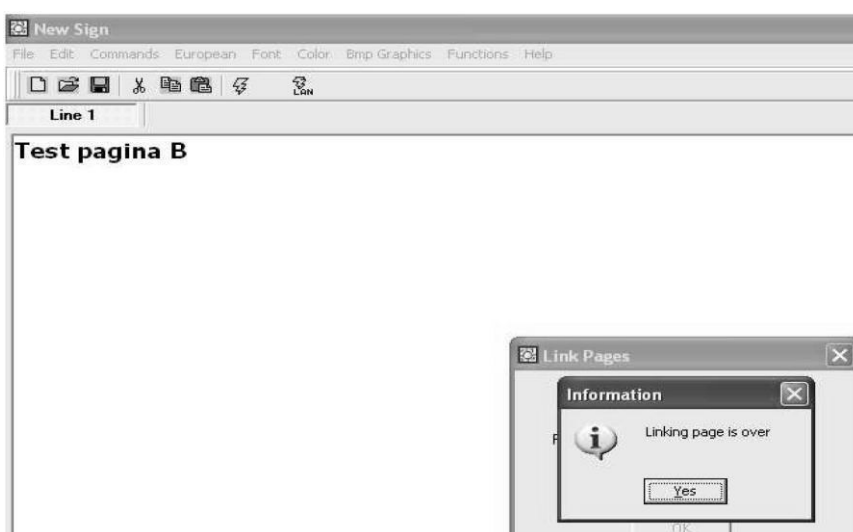 New Sign
File Edit Commands European Font Color Bmp Graphics Functions Help
LAN
Line 1
Test pagina B
Link Pages
Information
Linking page is over
Yes
OK